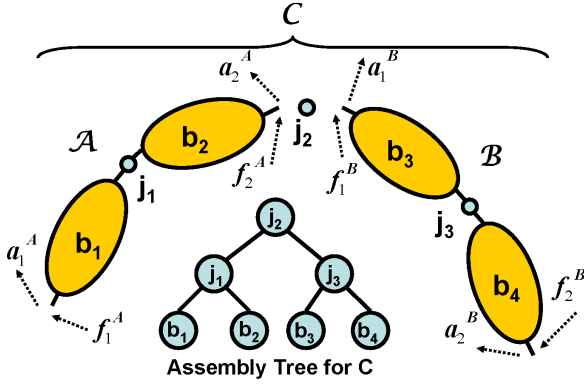 C
a₂ᴬ
a₁ᴮ
b₂
j₂
𝒜
b₃
ℬ
f₂ᴬ
f₁ᴮ
j₁
j₃
b₁
a₁ᴬ
j₂
b₄
f₂ᴮ
j₁
j₃
f₁ᴬ
b₁
b₂
b₃
b₄
a₂ᴮ
Assembly Tree for C